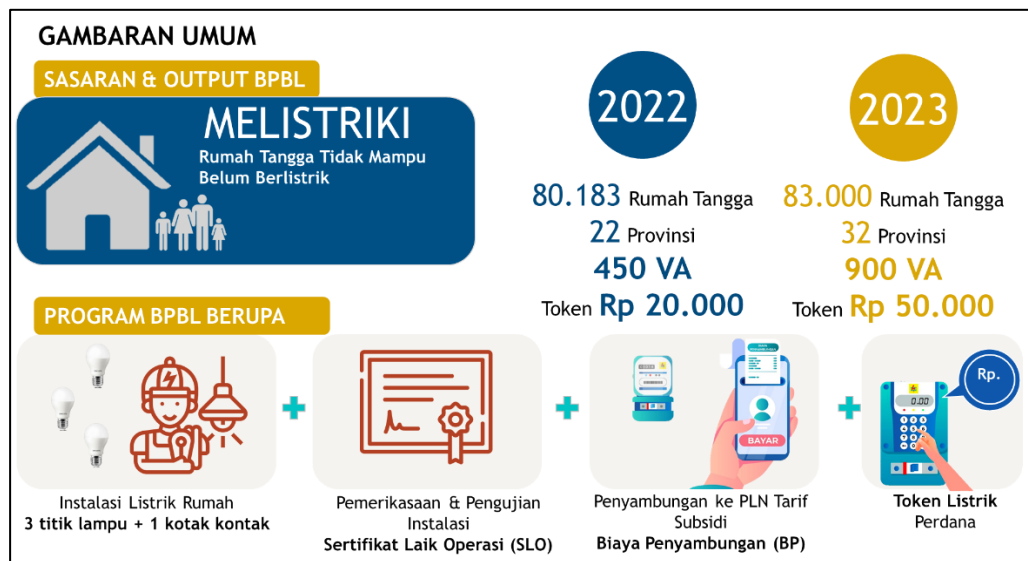 GAMBARAN UMUM
SASARAN & OUTPUT BPBL
MELISTRIKI
Rumah Tangga Tidak Mampu
Belum Berlistrik
2022
80.183 Rumah Tangga
22 Provinsi
450 VA
Token Rp 20.000
2023
83.000 Rumah Tangga
32 Provinsi
900 VA
Token Rp 50.000
PROGRAM BPBL BERUPA
BAYAR
0.00
Rp.
Instalasi Listrik Rumah
3 titik lampu + 1 kotak kontak
Pemerikasaan & Pengujian
Instalasi
Sertifikat Laik Operasi (SLO)
Penyambungan ke PLN Tarif
Subsidi
Biaya Penyambungan (BP)
Token Listrik
Perdana